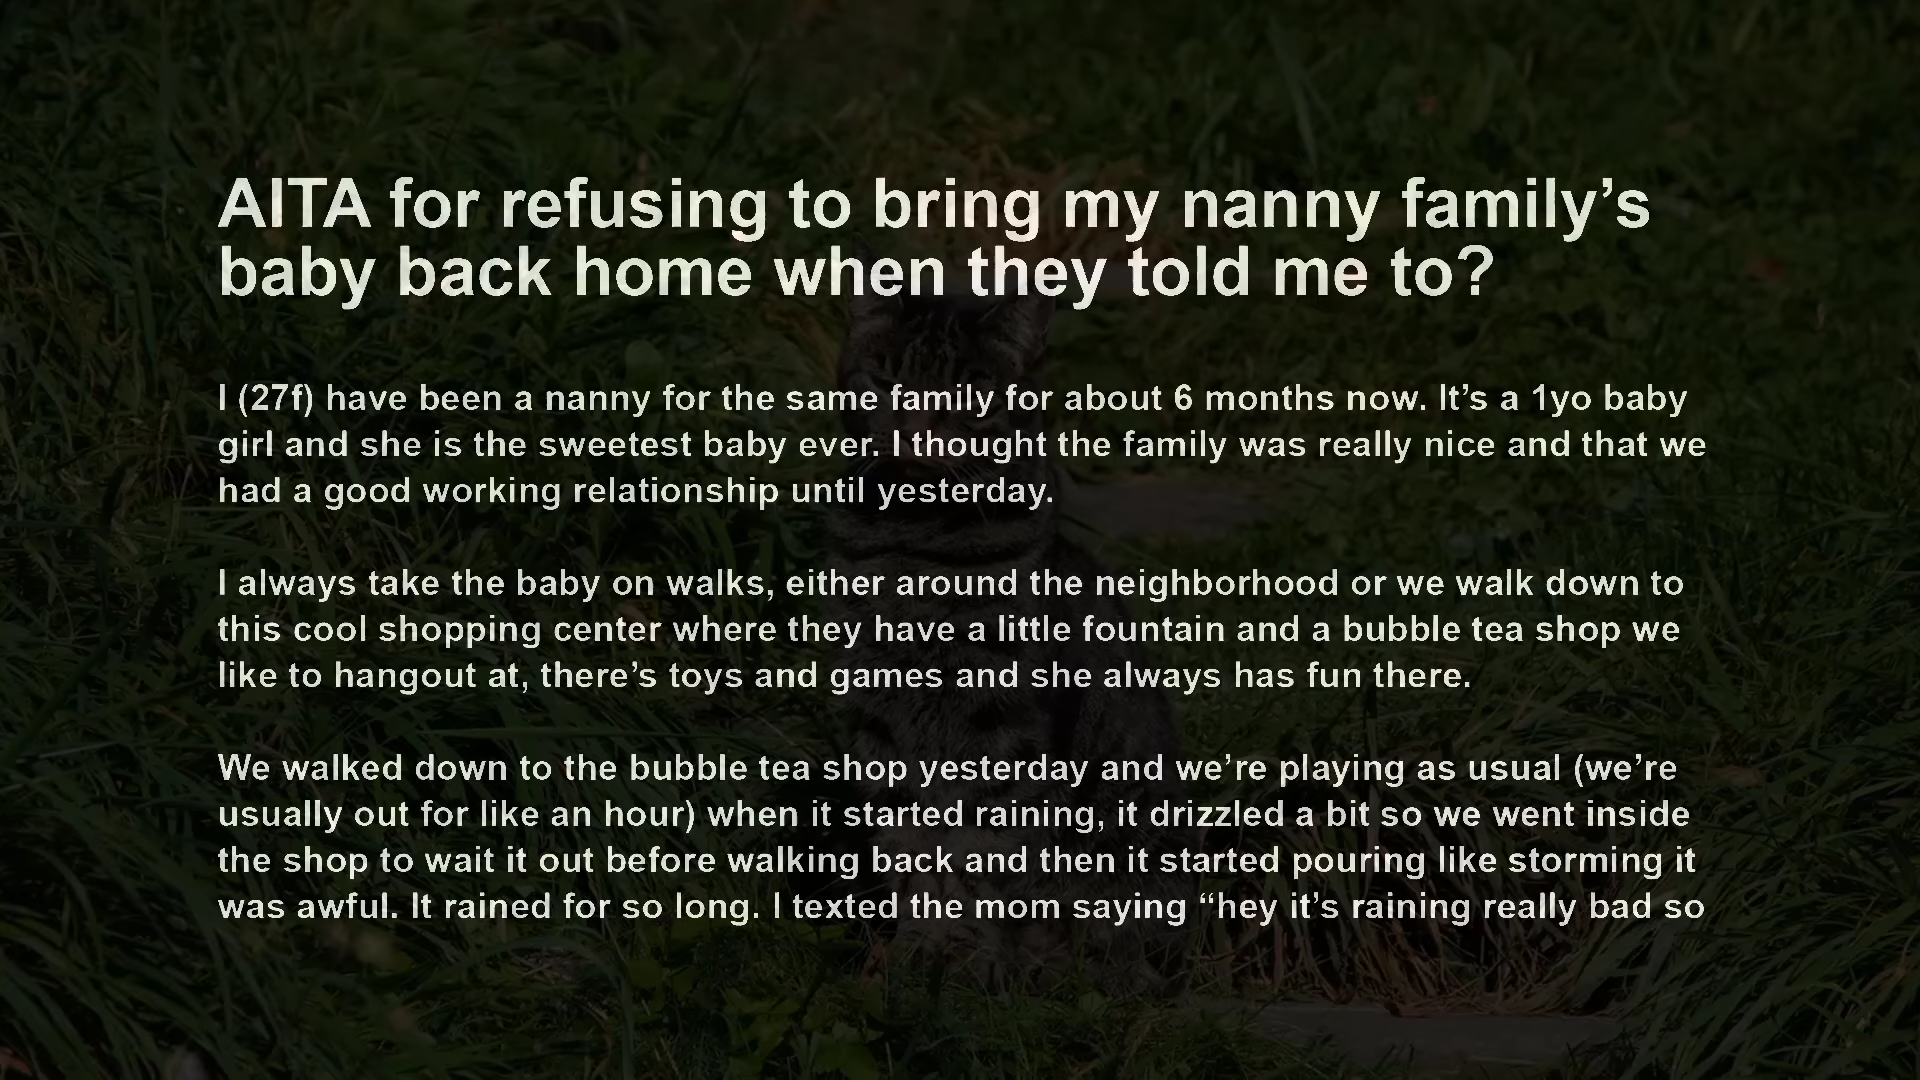 AITA for refusing to bring my nanny family’s
baby back home when they told me to?
I (27f) have been a nanny for the same family for about 6 months now. It’s a 1yo baby
girl and she is the sweetest baby ever. I thought the family was really nice and that we
had a good working relationship until yesterday.
I always take the baby on walks, either around the neighborhood or we walk down to
this cool shopping center where they have a little fountain and a bubble tea shop we
like to hangout at, there’s toys and games and she always has fun there.
We walked down to the bubble tea shop yesterday and we’re playing as usual (we’re
usually out for like an hour) when it started raining, it drizzled a bit so we went inside
the shop to wait it out before walking back and then it started pouring like storming it
was awful. It rained for so long. I texted the mom saying “hey it’s raining really bad so